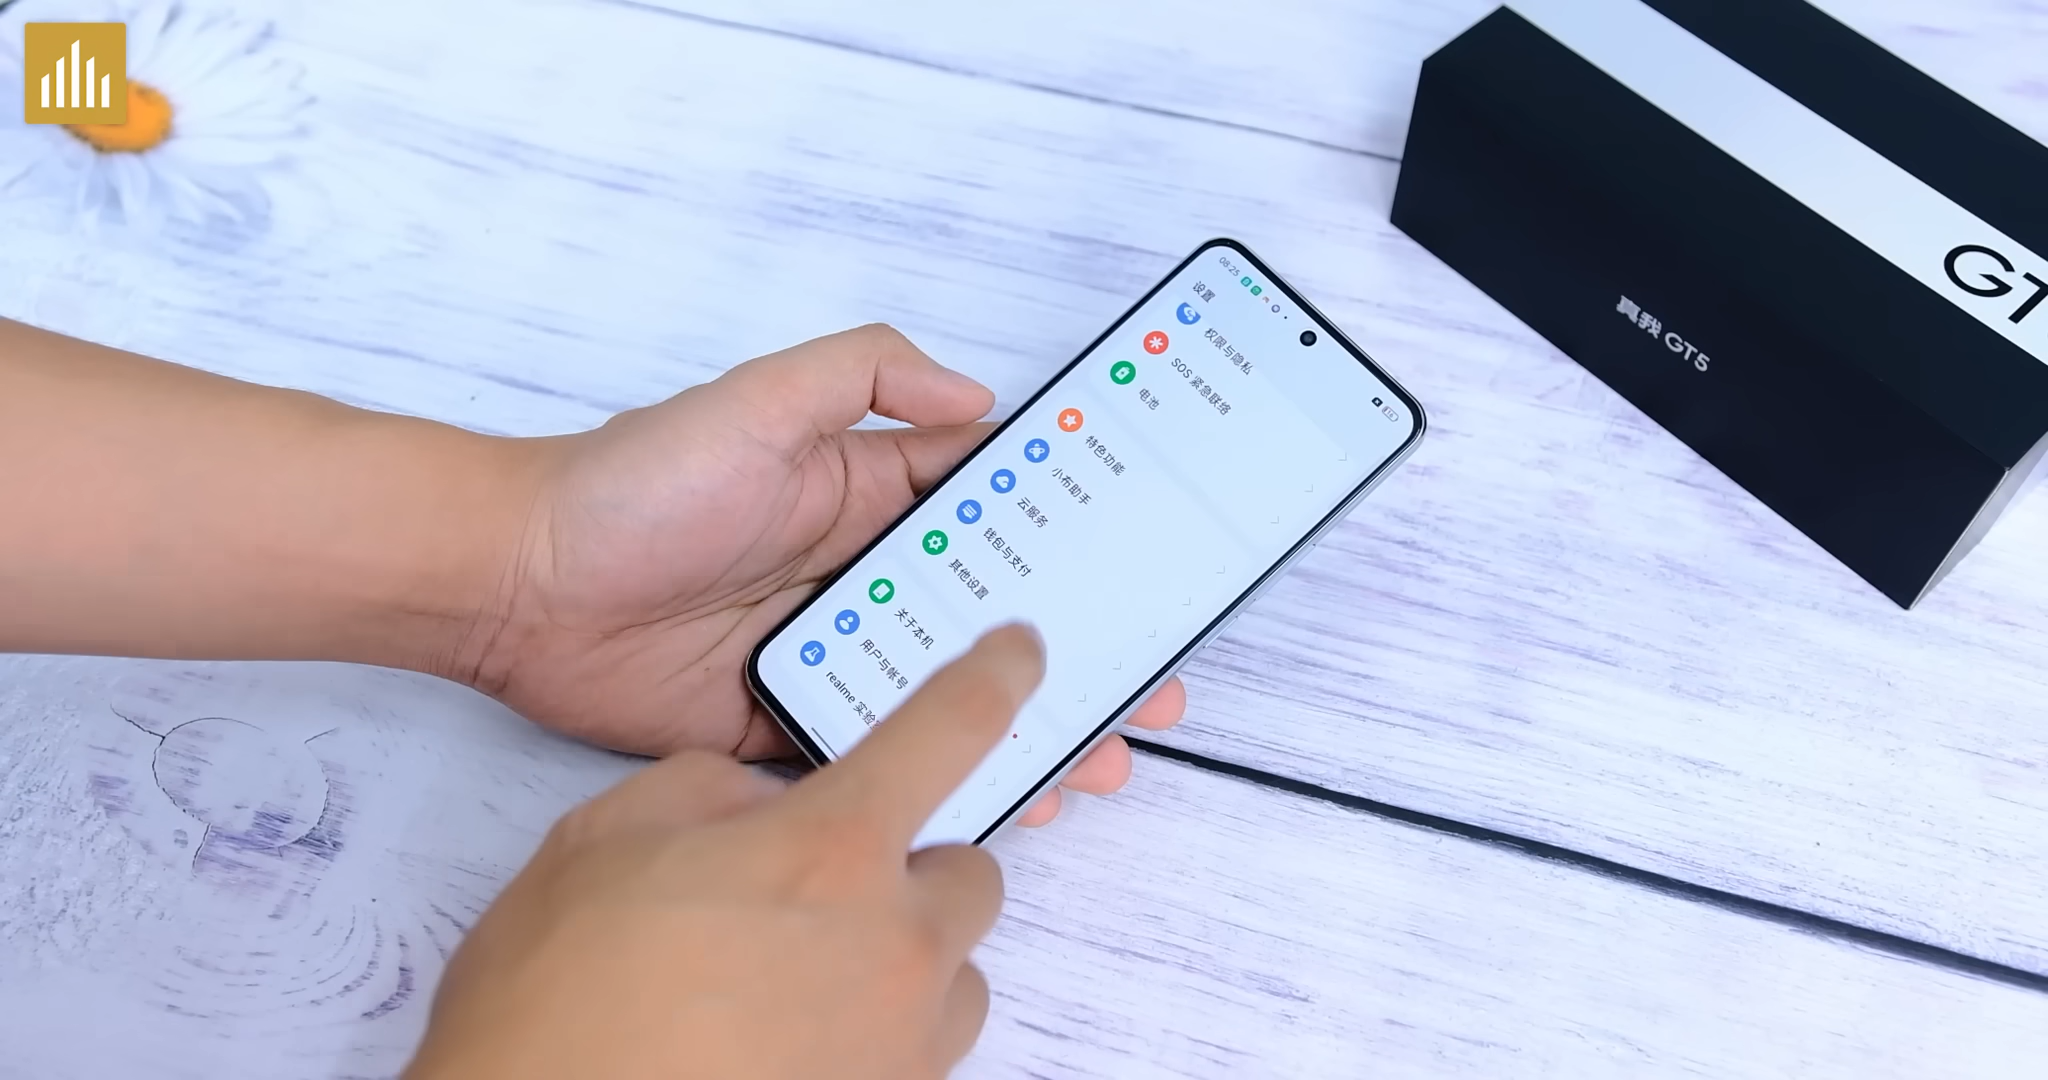 08:25
设置
权限与隐私
SOS 紧急联络
电池
特色功能
小布助手
云服务
钱包与支付
其他设置
关于本机
用户与帐号
realme 实验
GT
真我 GT5